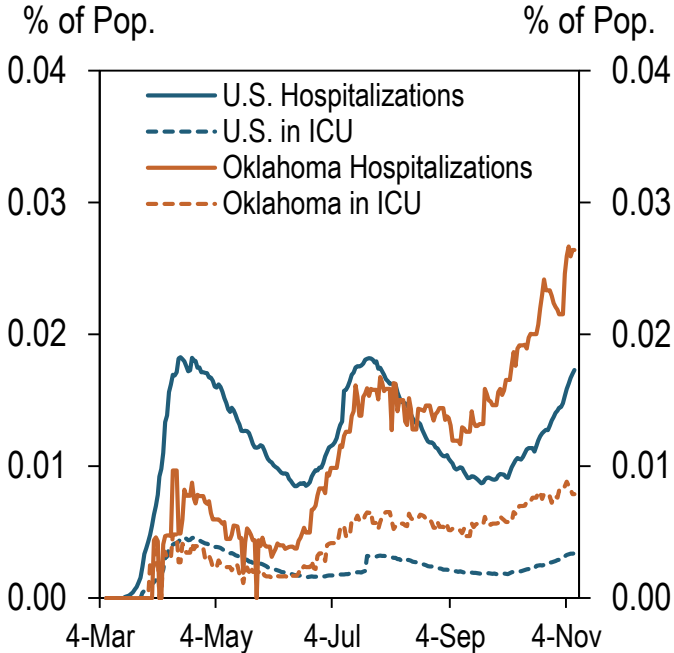 % of Pop. % of Pop.
0.04 0.04
U.S. Hospitalizations
U.S. in ICU
Oklahoma Hospitalizations
Oklahoma in ICU
0.03 0.03
0.02 0.02
0.01 0.01
0.00 0.00
4-Mar 4-May 4-Jul 4-Sep 4-Nov